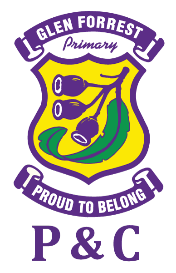 GLEN FORREST
Primary
PROUD TO BELONG
P & C